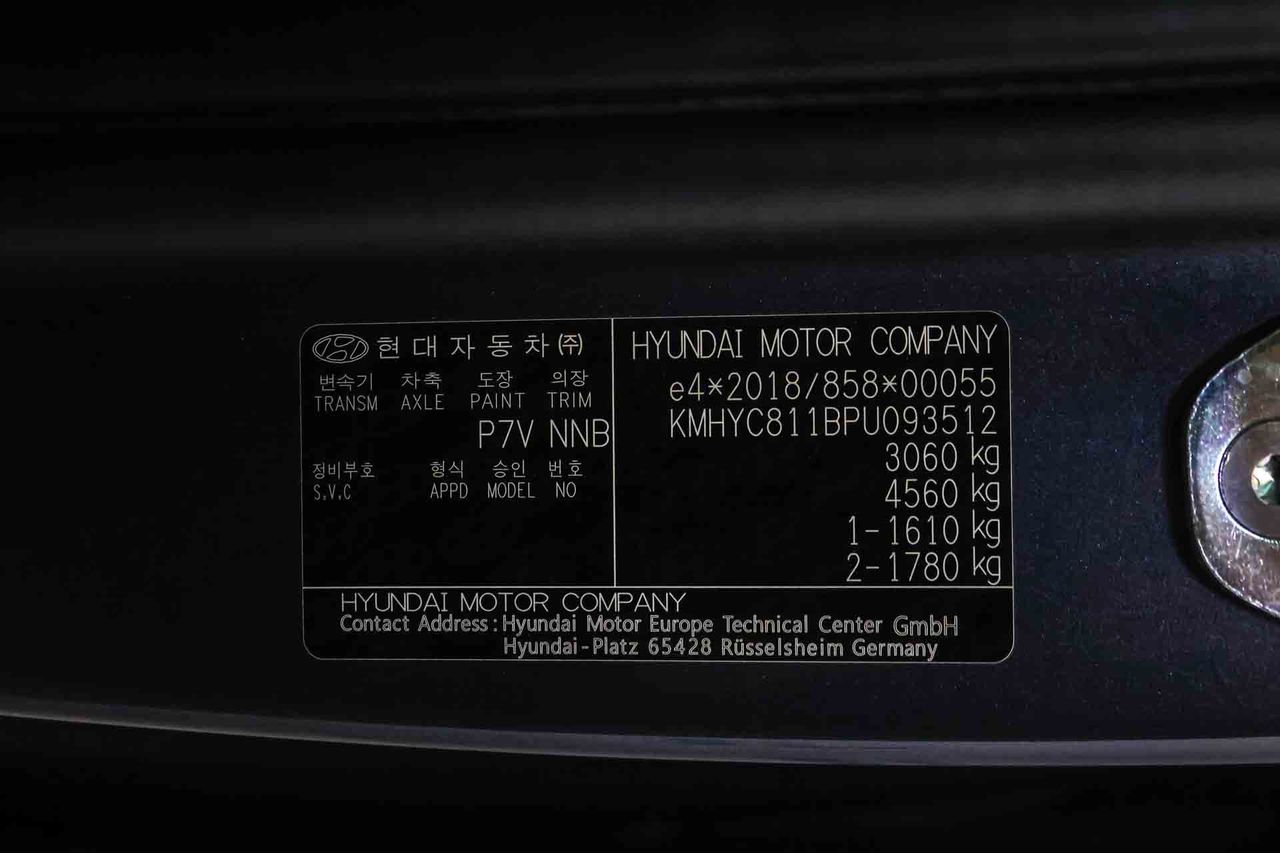 현대자동차㈜
변속기 차축 도장 의장
TRANSM AXLE PAINT TRIM
P7V NNB
정비부호 형식 승인 번호
S.V.C APPD MODEL NO
HYUNDAI MOTOR COMPANY
e4*2018/858*00055
KMHYC811BPU093512
3060 kg
4560 kg
1-1610 kg
2-1780 kg
HYUNDAI MOTOR COMPANY
Contact Address : Hyundai Motor Europe Technical Center GmbH
Hyundai-Platz 65428 Rüsselsheim Germany